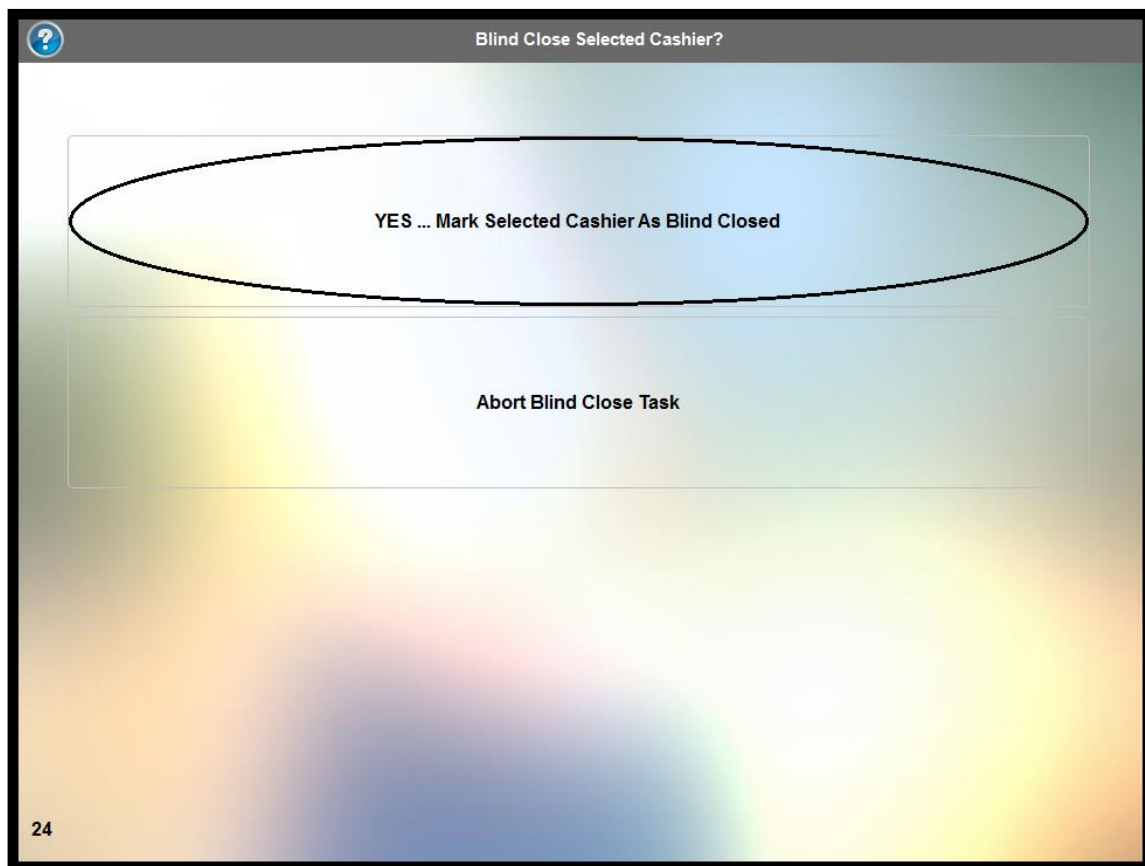 ?
Blind Close Selected Cashier?
YES ... Mark Selected Cashier As Blind Closed
Abort Blind Close Task
24